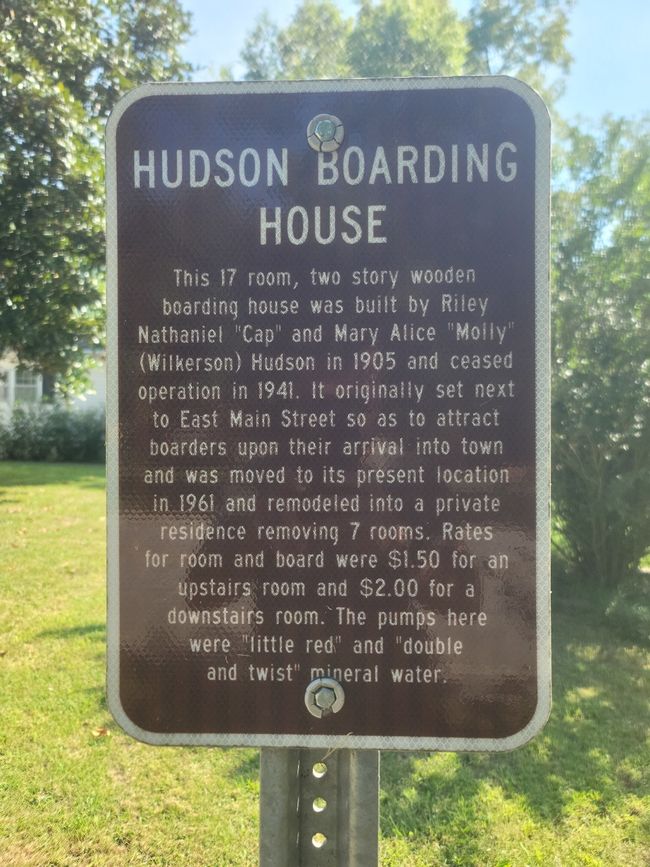 HUDSON BOARDING
HOUSE
This 17 room, two story wooden
boarding house was built by Riley
Nathaniel "Cap" and Mary Alice "Molly"
(Wilkerson) Hudson in 1905 and ceased
operation in 1941. It originally set next
to East Main Street so as to attract
boarders upon their arrival into town
and was moved to its present location
in 1961 and remodeled into a private
residence removing 7 rooms. Rates
for room and board were $1.50 for an
upstairs room and $2.00 for a
downstairs room. The pumps here
were "little red" and "double
and twist" mineral water.